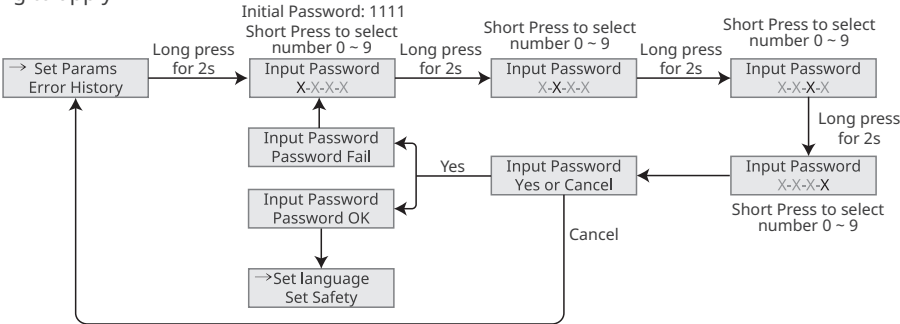 Initial Password: 1111
Short Press to select
number 0 ~ 9
Short Press to select
number 0 ~ 9
Short Press to select
number 0 ~ 9
Long press
for 2s
Long press
for 2s
Long press
for 2s
→ Set Params
Error History
Input Password
X-X-X-X
Input Password
X-X-X-X
Input Password
X-X-X-X
Long press
for 2s
Input Password
Password Fail
Yes
Input Password
Yes or Cancel
Input Password
X-X-X-X
Short Press to select
number 0 ~ 9
Input Password
Password OK
Cancel
→Set language
Set Safety